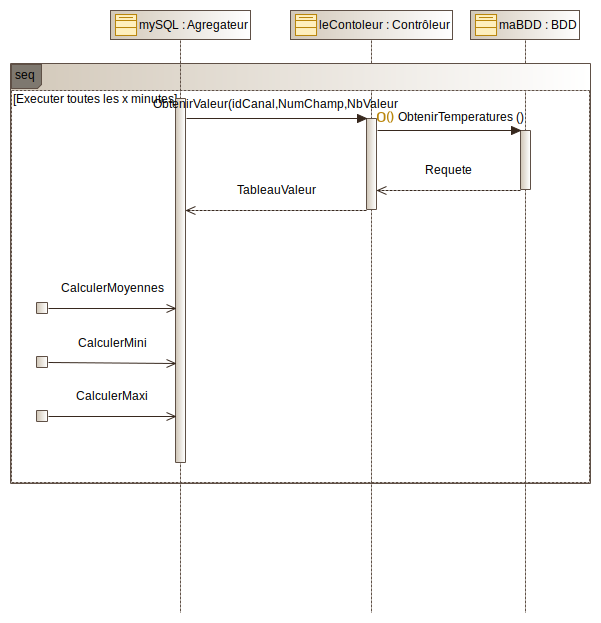 mySQL : Agregateur
leContoleur : Contrôleur
maBDD : BDD
seq
[Executer toutes les x minutes]
ObtenirValeur(idCanal,NumChamp,NbValeur
O() ObtenirTemperatures ()
Requete
TableauValeur
CalculerMoyennes
CalculerMini
CalculerMaxi